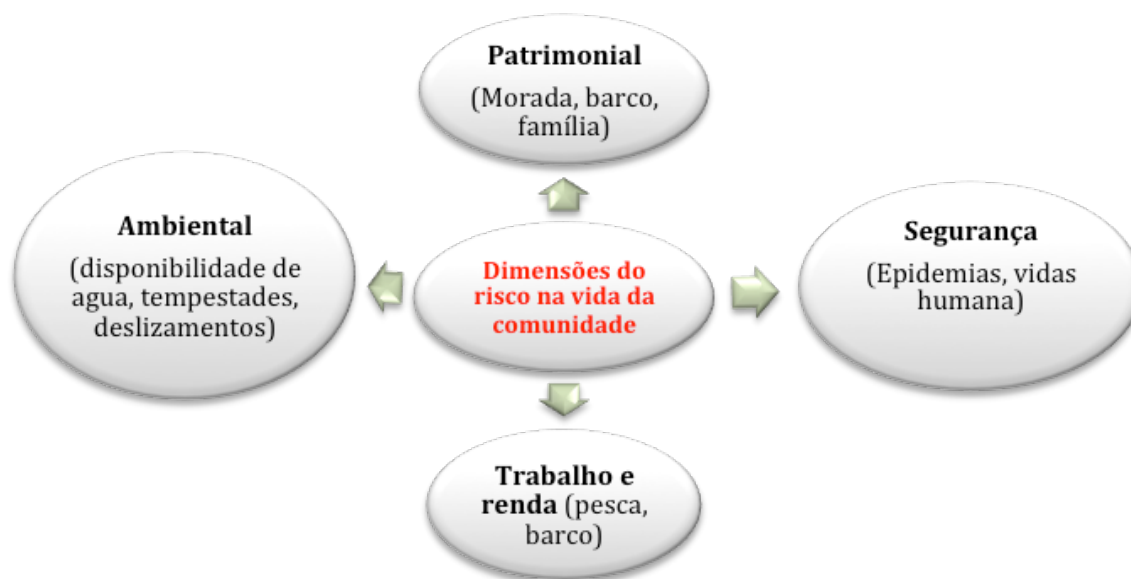 Patrimonial
(Morada, barco,
família)
Ambiental
(disponibilidade de
agua, tempestades,
deslizamentos)
Dimensões do
risco na vida da
comunidade
Segurança
(Epidemias, vidas
humana)
Trabalho e
renda (pesca,
barco)